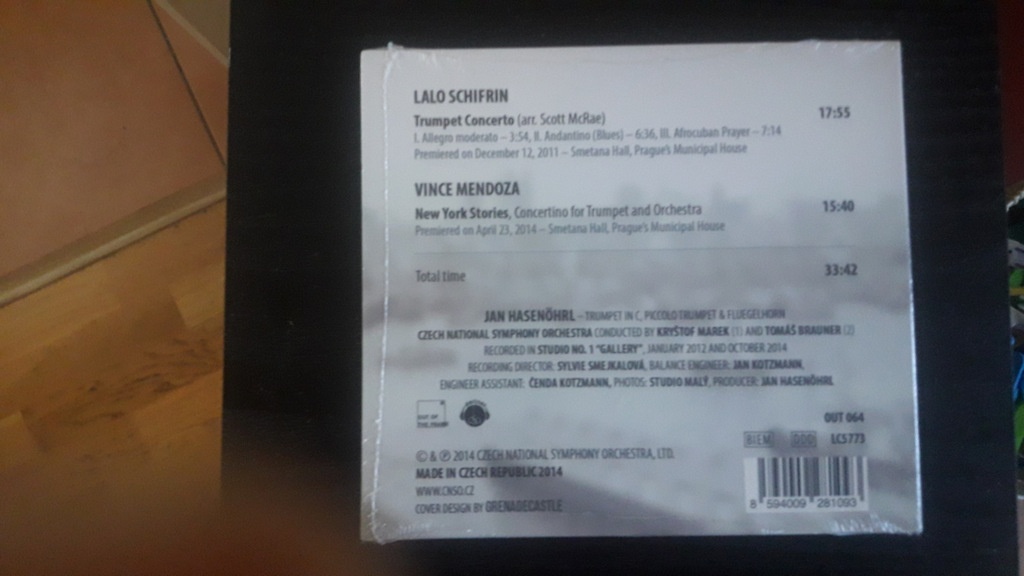 LALO SCHIFRIN
Trumpet Concerto (arr. Scott McRae) 17:55
I. Allegro moderato – 3:54, II. Andantino (Blues) – 6:36, III. Afrocuban Prayer – 7:14
Premiered on December 12, 2011 – Smetana Hall, Prague's Municipal House
VINCE MENDOZA
New York Stories, Concertino for Trumpet and Orchestra 15:40
Premiered on April 23, 2014 – Smetana Hall, Prague's Municipal House
Total time 33:42
JAN HASENÖHRL – TRUMPET IN C, PICCOLO TRUMPET & FLUEGELHORN
CZECH NATIONAL SYMPHONY ORCHESTRA CONDUCTED BY KRYŠTOF MAREK (1) AND TOMÁŠ BRAUNER (2)
RECORDED IN STUDIO NO. 1 "GALLERY", JANUARY 2012 AND OCTOBER 2014
RECORDING DIRECTOR: SYLVIE SMEJKALOVÁ, BALANCE ENGINEER: JAN KOTZMANN,
ENGINEER ASSISTANT: ČENDA KOTZMANN, PHOTOS: STUDIO MALÝ, PRODUCER: JAN HASENÖHRL
OUT OF
THE FRAME
OUT 064
BIEM DDD LC5773
© & ℗ 2014 CZECH NATIONAL SYMPHONY ORCHESTRA, LTD.
MADE IN CZECH REPUBLIC 2014
WWW.CNSO.CZ
COVER DESIGN BY GRENADECASTLE
8 594009 281093